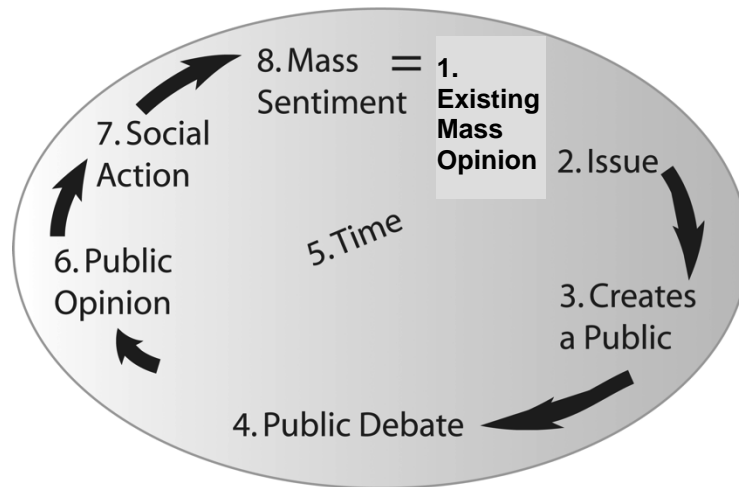 8. Mass
Sentiment
=
1.
Existing
Mass
Opinion
2. Issue
3. Creates
a Public
4. Public Debate
5. Time
6. Public
Opinion
7. Social
Action